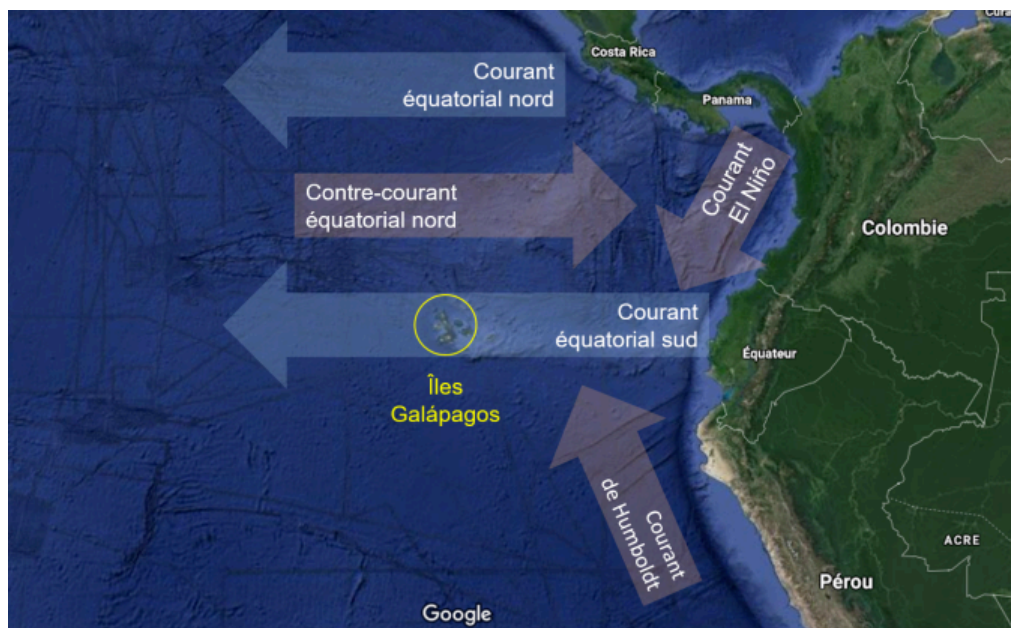 Cura
Costa Rica
Courant
équatorial nord
Panama
Courant
El Niño
Contre-courant
équatorial nord
Colombie
Courant
équatorial sud
Équateur
Îles
Galápagos
Courant
de Humboldt
ACRE
Pérou
Google